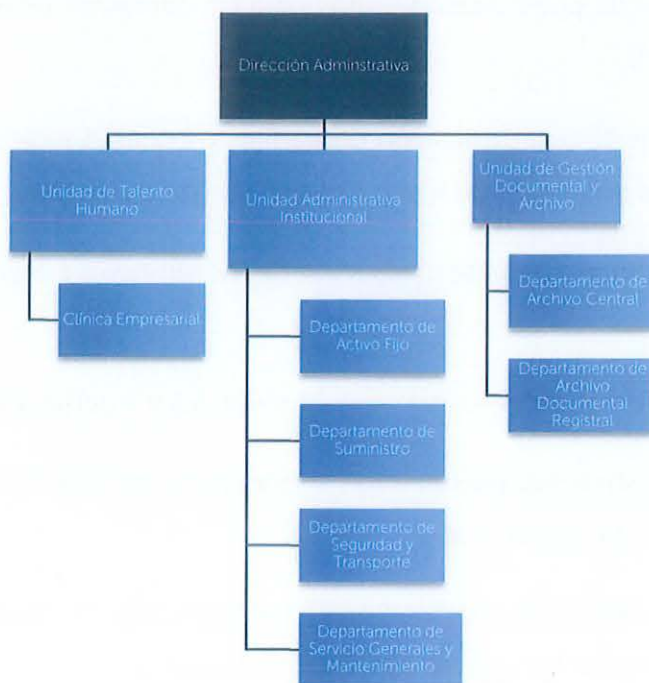 Dirección Adminstrativa
Unidad de Talento
Humano
Clínica Empresarial
Unidad Administrativa
Institucional
Departamento de
Activo Fijo
Departamento de
Suministro
Departamento de
Seguridad y
Transporte
Departamento de
Servicio Generales y
Mantenimiento
Unidad de Gestión
Documental y
Archivo
Departamento de
Archivo Central
Departamento de
Archivo
Documental
Registral